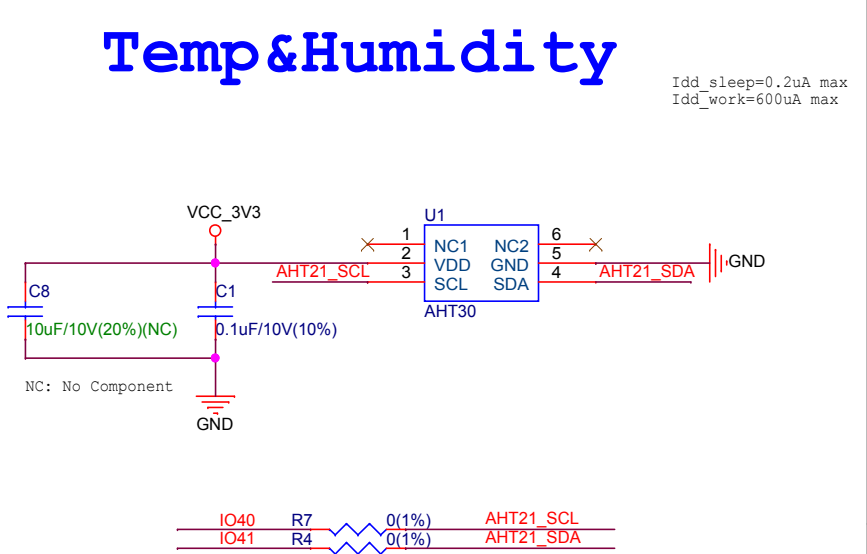 Temp&Humidity
Idd_sleep=0.2uA max
Idd_work=600uA max
VCC_3V3
U1
1 NC1 NC2 6
2 VDD GND 5 GND
AHT21_SCL 3 SCL SDA 4 AHT21_SDA
AHT30
C8 C1
10uF/10V(20%)(NC) 0.1uF/10V(10%)
NC: No Component
GND
IO40 R7 0(1%) AHT21_SCL
IO41 R4 0(1%) AHT21_SDA